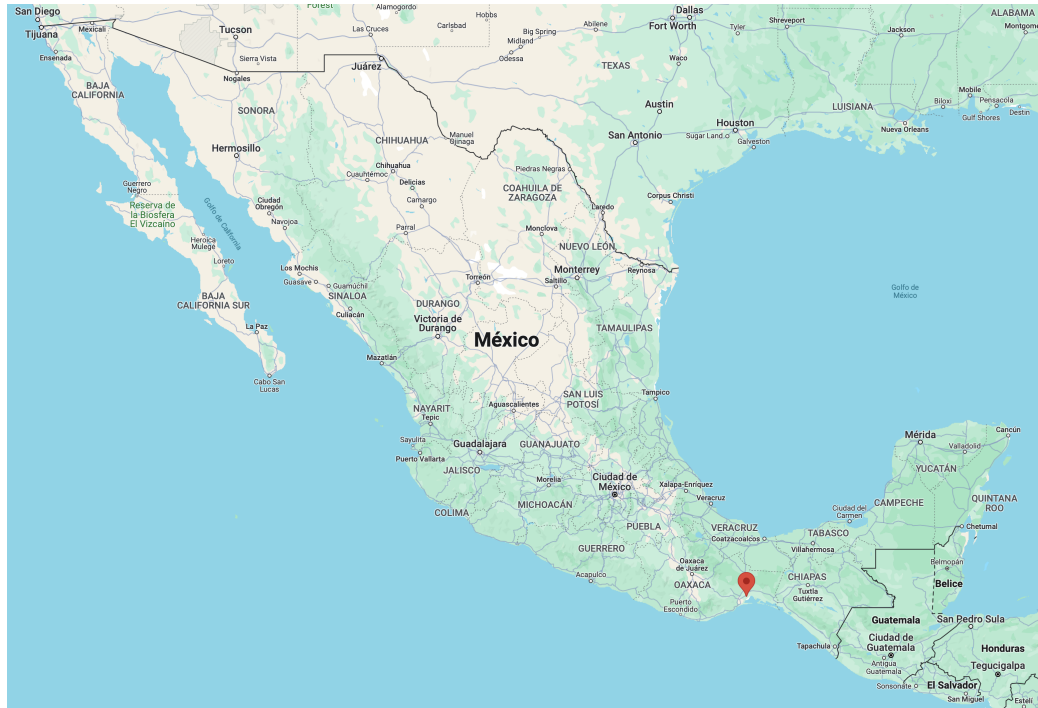 San Diego
Tijuana
Mexicali
Ensenada
BAJA
CALIFORNIA
Tucson
Sierra Vista
Nogales
SONORA
Hermosillo
Forest
Alamogordo
Las Cruces
Juárez
Carlsbad
Hobbs
Big Spring
Midland
Odessa
Abilene
Dallas
Fort Worth
Tyler
Shreveport
Waco
TEXAS
Austin
Houston
San Antonio
Sugar Land
Galveston
Corpus Christi
Jackson
ALABAMA
Montgome
LUISIANA
Biloxi
Mobile
Pensacola
Gulf Shores
Destin
Nueva Orleans
CHIHUAHUA
Manuel
Ojinaga
Chihuahua
Cuauhtémoc
Delicias
Camargo
Parral
Piedras Negras
COAHUILA DE
ZARAGOZA
Monclova
Laredo
NUEVO LEÓN
Monterrey
Reynosa
Saltillo
Torreón
Guerrero
Negro
Reserva de
la Biosfera
El Vizcaíno
Golfo de California
Ciudad
Obregón
Navojoa
Heroica
Mulegé
Loreto
Los Mochis
Guasave
Guamúchil
SINALOA
Culiacán
BAJA
CALIFORNIA SUR
La Paz
Cabo San
Lucas
DURANGO
Victoria de
Durango
Mazatlán
México
TAMAULIPAS
Golfo de
México
SAN LUIS
POTOSÍ
Tampico
Aguascalientes
NAYARIT
Tepic
Sayulita
Puerto Vallarta
Guadalajara
GUANAJUATO
JALISCO
Morelia
COLIMA
MICHOACÁN
Ciudad de
México
Xalapa-Enríquez
Veracruz
PUEBLA
VERACRUZ
Coatzacoalcos
GUERRERO
Acapulco
Oaxaca
de Juárez
OAXACA
Puerto
Escondido
Mérida
Cancún
Valladolid
YUCATÁN
CAMPECHE
QUINTANA
ROO
Ciudad del
Carmen
TABASCO
Villahermosa
Chetumal
CHIAPAS
Tuxtla
Gutiérrez
Belmopán
Belice
Tapachula
Guatemala
Ciudad de
Guatemala
Antigua
Guatemala
San Pedro Sula
Honduras
Tegucigalpa
Sonsonate
El Salvador
San Miguel
Estelí